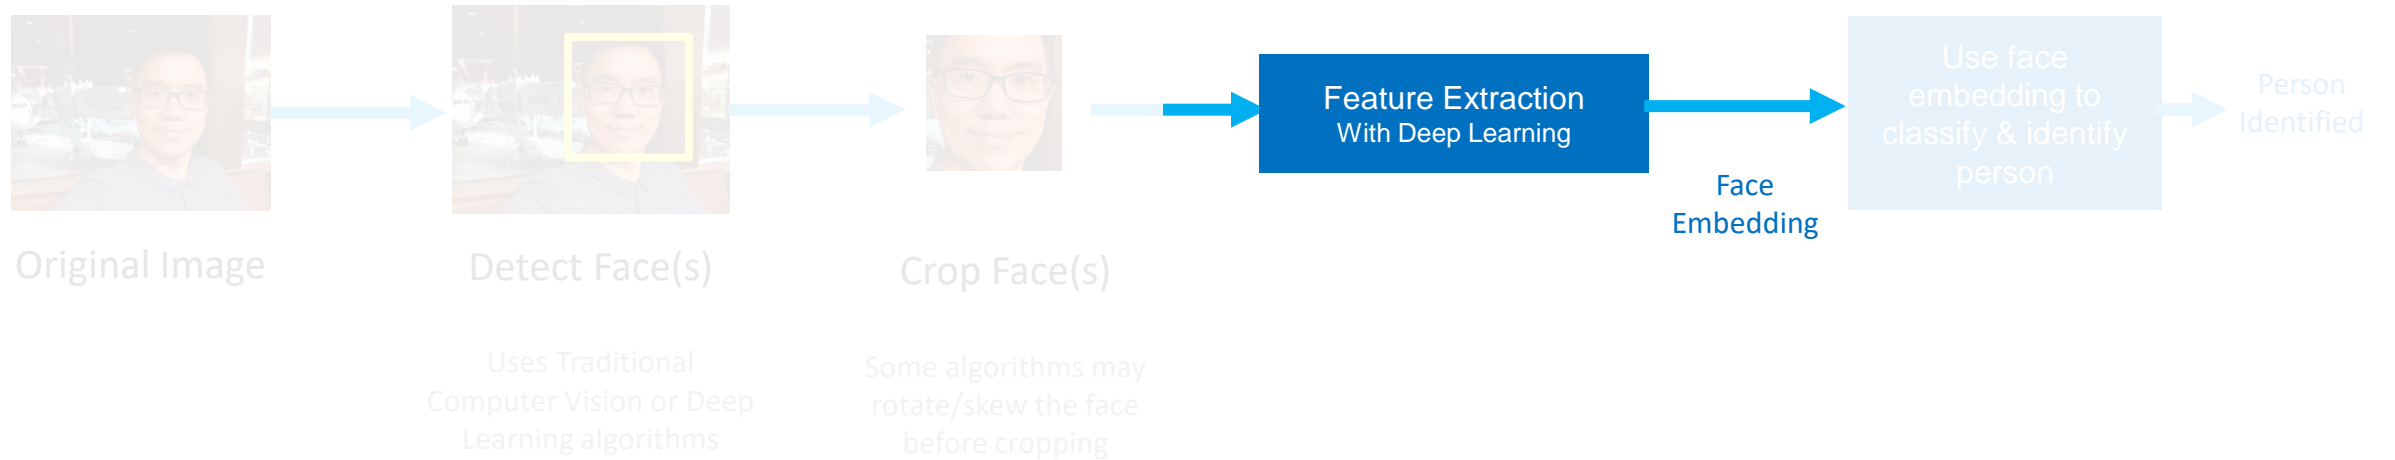 Original Image
Detect Face(s)
Uses Traditional
Computer Vision or Deep
Learning algorithms
Crop Face(s)
Some algorithms may
rotate/skew the face
before cropping
Feature Extraction
With Deep Learning
Face
Embedding
Use face
embedding to
classify & identify
person
Person
Identified